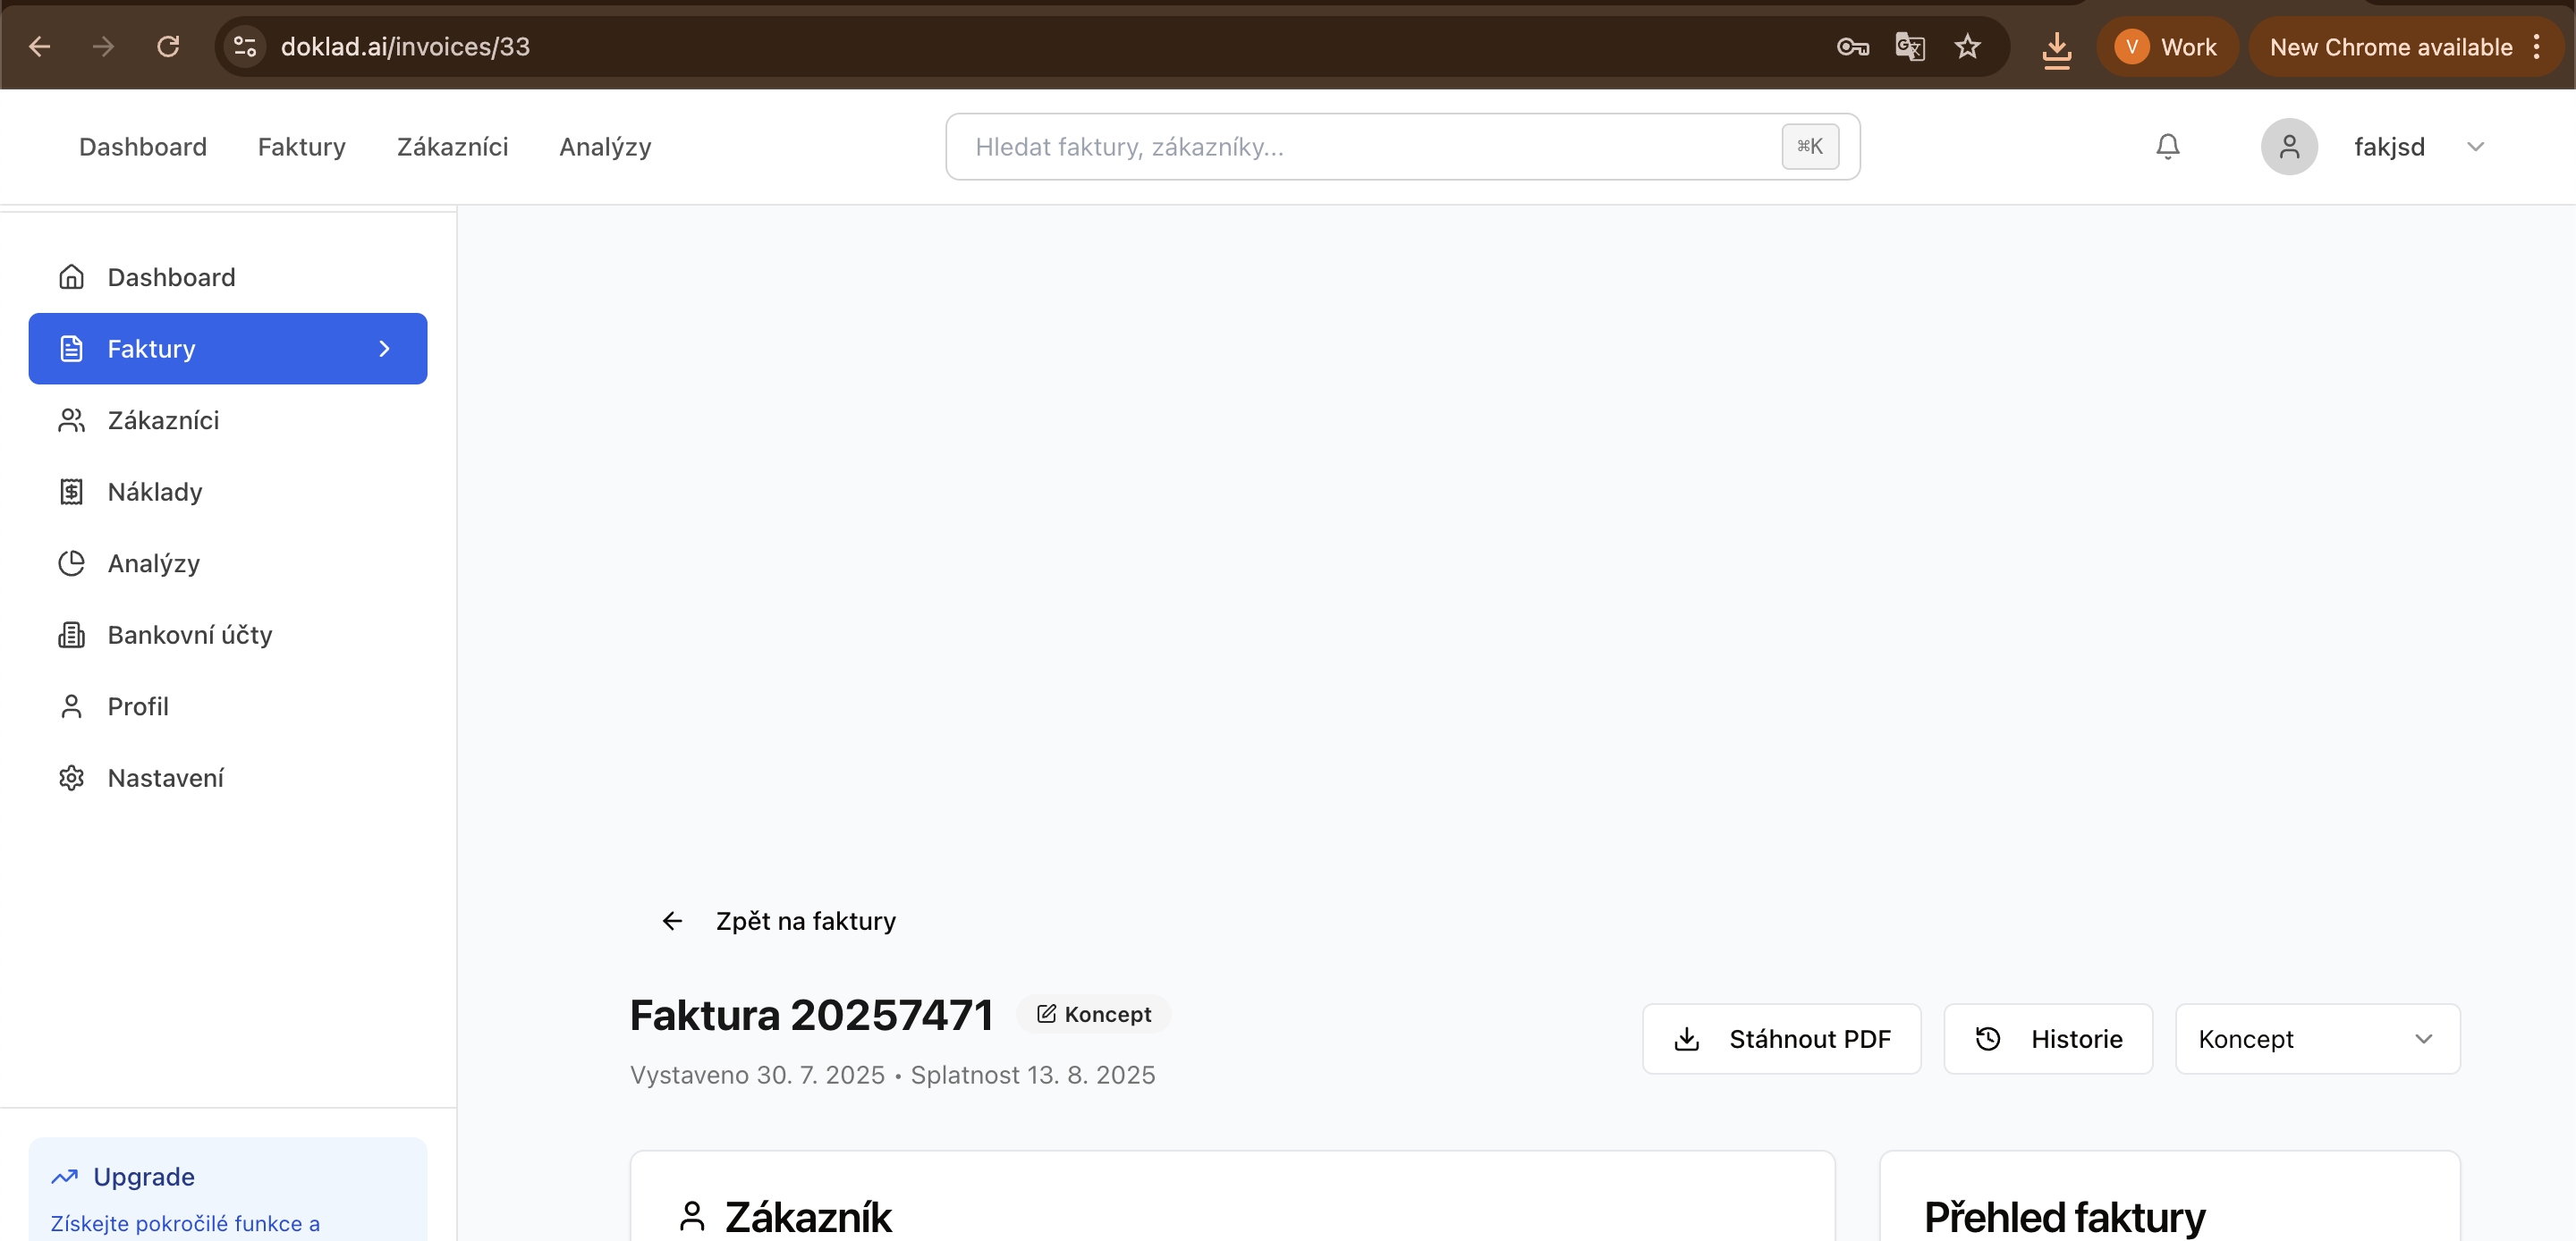 doklad.ai/invoices/33
V Work
New Chrome available
Dashboard Faktury Zákazníci Analýzy
Hledat faktury, zákazníky...
⌘K
fakjsd
Dashboard
Faktury
Zákazníci
Náklady
Analýzy
Bankovní účty
Profil
Nastavení
Upgrade
Získejte pokročilé funkce a
Zpět na faktury
Faktura 20257471
Koncept
Vystaveno 30. 7. 2025 • Splatnost 13. 8. 2025
Stáhnout PDF
Historie
Koncept
Zákazník
Přehled faktury